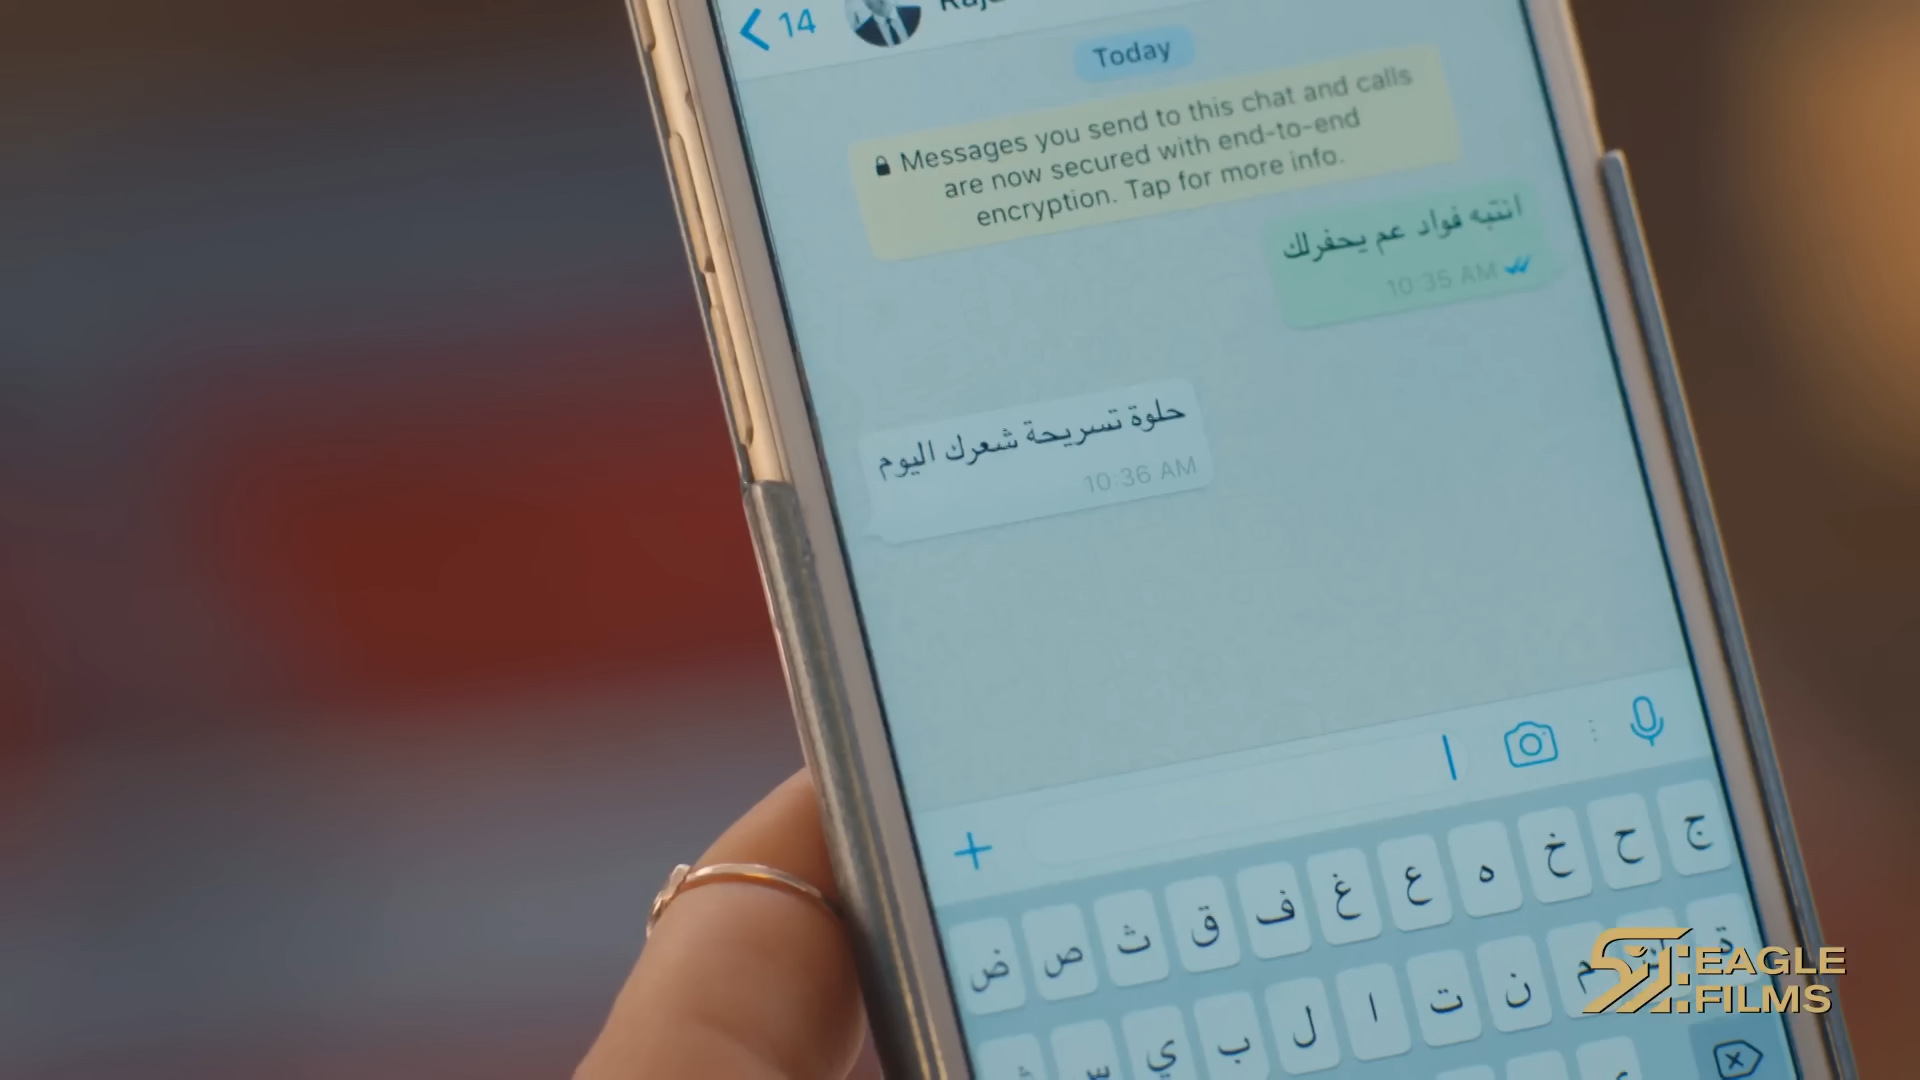 14
Today
Messages you send to this chat and calls
are now secured with end-to-end
encryption. Tap for more info.
انتبه فواد عم يحفرلك
10:35 AM
حلوة تسريحة شعرك اليوم
10:36 AM
ض ص ث ق ف غ ع ه خ ح ج
ي ب ل ا ت ن م ة
EAGLE
FILMS